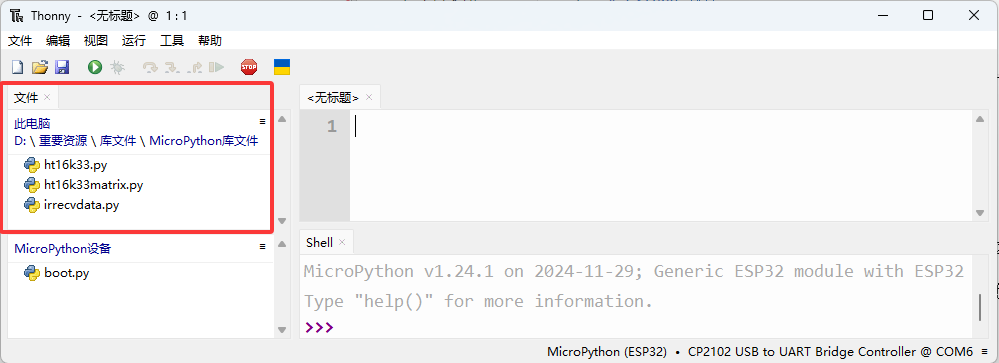 Thonny - <无标题> @ 1 : 1
文件 编辑 视图 运行 工具 帮助
STOP
文件
此电脑
D: \ 重要资源 \ 库文件 \ MicroPython库文件
ht16k33.py
ht16k33matrix.py
irrecvdata.py
MicroPython设备
boot.py
<无标题>
1
Shell
MicroPython v1.24.1 on 2024-11-29; Generic ESP32 module with ESP32
Type "help()" for more information.
>>>
MicroPython (ESP32) • CP2102 USB to UART Bridge Controller @ COM6